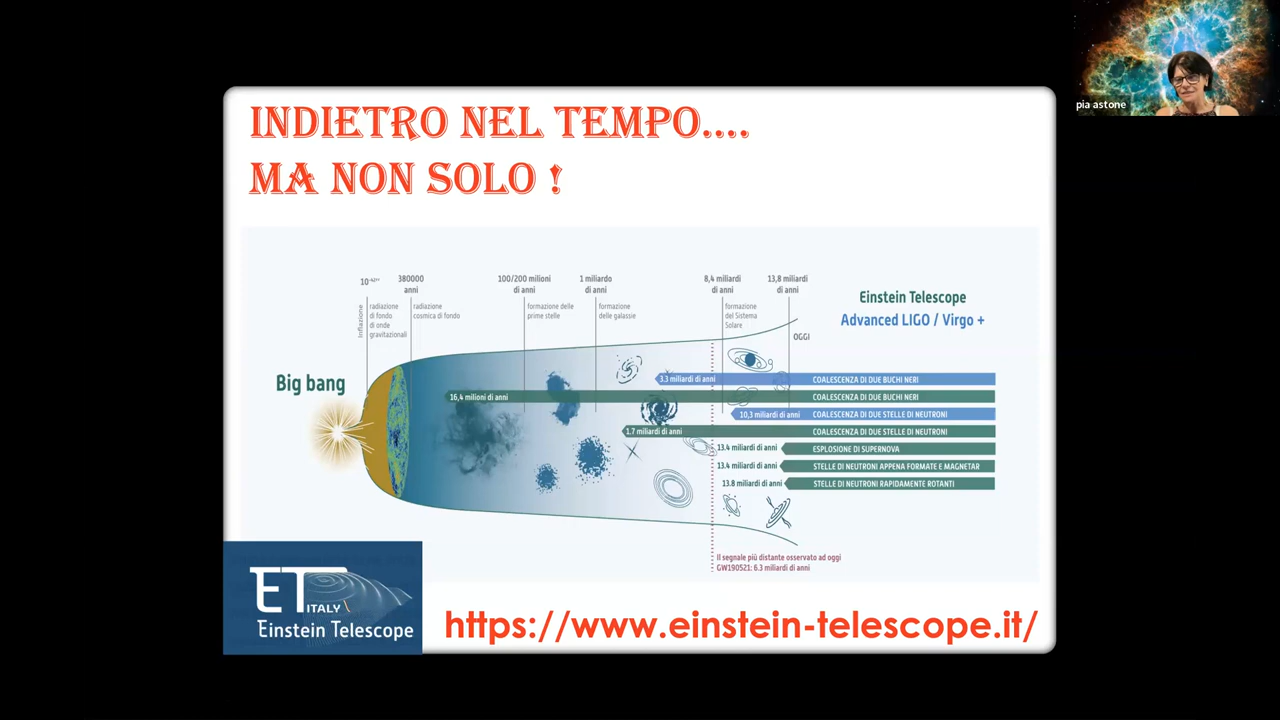 pia astone
INDIETRO NEL TEMPO....
MA NON SOLO !
380000
anni
100/200 milioni
di anni
1 miliardo
di anni
8,4 miliardi
di anni
13,8 miliardi
di anni
Inflazione
radiazione
di fondo
di onde
gravitazionali
radiazione
cosmica di fondo
formazione delle
prime stelle
formazione
delle galassie
formazione
del Sistema
Solare
OGGI
Einstein Telescope
Advanced LIGO / Virgo +
Big bang
3.3 miliardi di anni COALESCENZA DI DUE BUCHI NERI
16,4 milioni di anni COALESCENZA DI DUE BUCHI NERI
10,3 miliardi di anni COALESCENZA DI DUE STELLE DI NEUTRONI
1.7 miliardi di anni COALESCENZA DI DUE STELLE DI NEUTRONI
13.4 miliardi di anni ESPLOSIONE DI SUPERNOVA
13.4 miliardi di anni STELLE DI NEUTRONI APPENA FORMATE E MAGNETAR
13.8 miliardi di anni STELLE DI NEUTRONI RAPIDAMENTE ROTANTI
Il segnale più distante osservato ad oggi
GW190521: 6.3 miliardi di anni
ET
ITALY
Einstein Telescope
https://www.einstein-telescope.it/